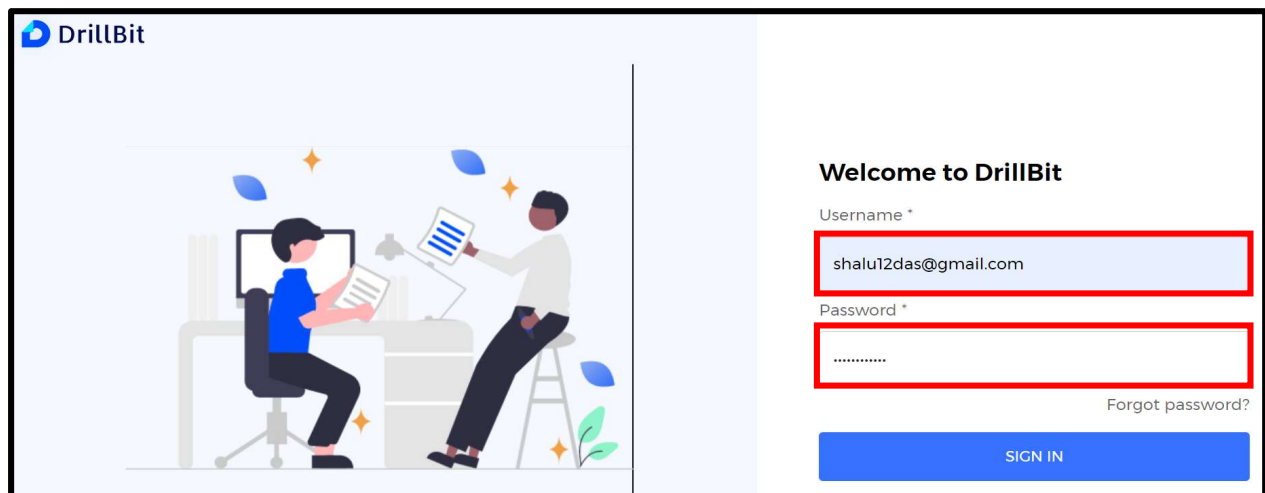 DrillBit
Welcome to DrillBit
Username *
shalu12das@gmail.com
Password *
............
Forgot password?
SIGN IN